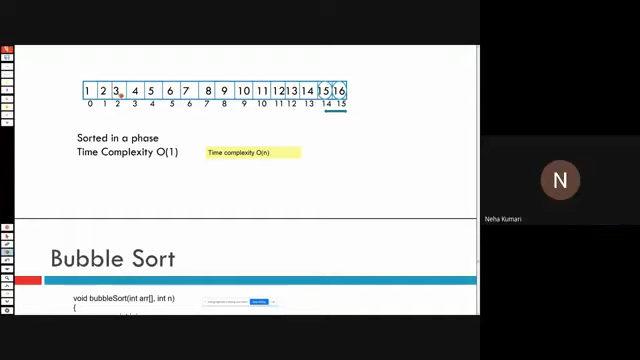 1 2 3 4 5 6 7 8 9 10 11 12 13 14 15 16
0 1 2 3 4 5 6 7 8 9 10 11 12 13 14 15
Sorted in a phase
Time Complexity O(1)
Time complexity O(n)
N
Neha Kumari
Bubble Sort
void bubbleSort(int arr[], int n)
{